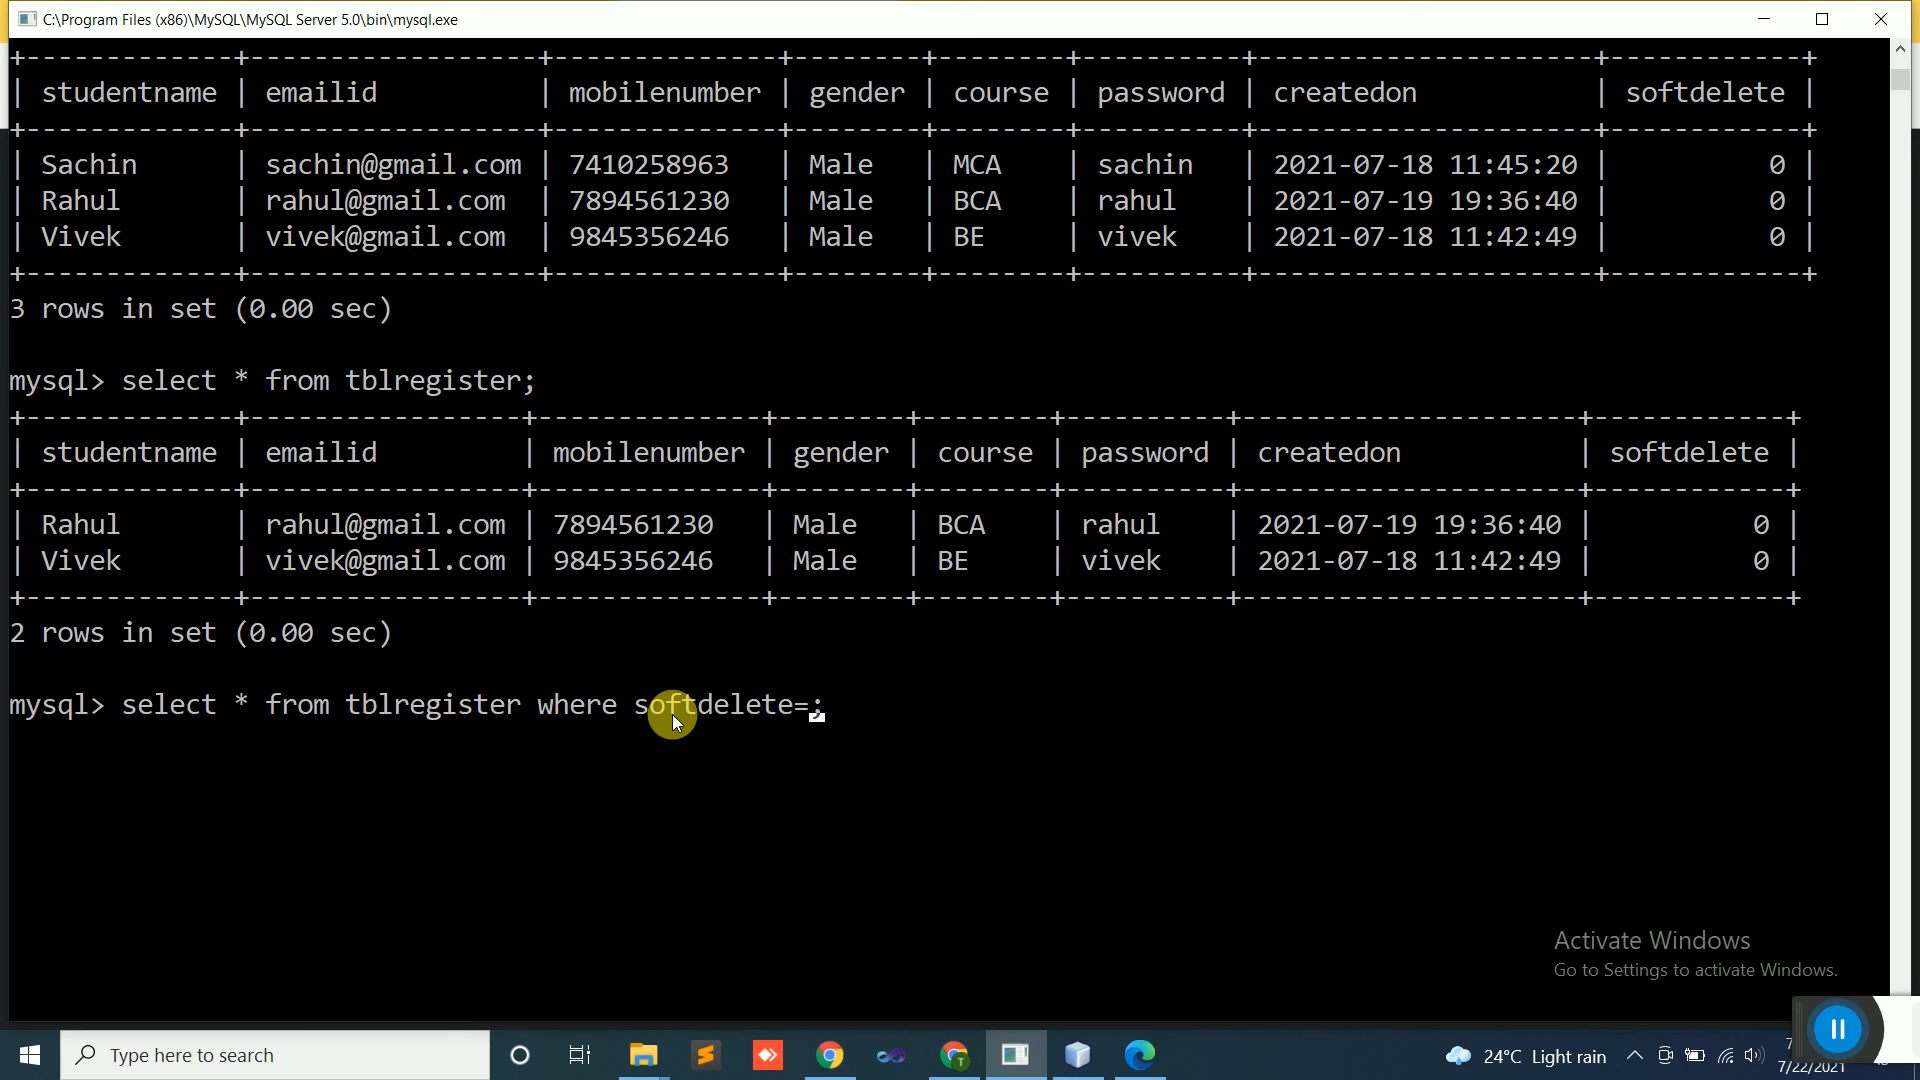 C:\Program Files (x86)\MySQL\MySQL Server 5.0\bin\mysql.exe
+-------------+------------------+--------------+--------+--------+----------+---------------------+------------+
| studentname | emailid          | mobilenumber | gender | course | password | createdon           | softdelete |
+-------------+------------------+--------------+--------+--------+----------+---------------------+------------+
| Sachin      | sachin@gmail.com | 7410258963   | Male   | MCA    | sachin   | 2021-07-18 11:45:20 |          0 |
| Rahul       | rahul@gmail.com  | 7894561230   | Male   | BCA    | rahul    | 2021-07-19 19:36:40 |          0 |
| Vivek       | vivek@gmail.com  | 9845356246   | Male   | BE     | vivek    | 2021-07-18 11:42:49 |          0 |
+-------------+------------------+--------------+--------+--------+----------+---------------------+------------+
3 rows in set (0.00 sec)
mysql> select * from tblregister;
+-------------+-----------------+--------------+--------+--------+----------+---------------------+------------+
| studentname | emailid         | mobilenumber | gender | course | password | createdon           | softdelete |
+-------------+-----------------+--------------+--------+--------+----------+---------------------+------------+
| Rahul       | rahul@gmail.com | 7894561230   | Male   | BCA    | rahul    | 2021-07-19 19:36:40 |          0 |
| Vivek       | vivek@gmail.com | 9845356246   | Male   | BE     | vivek    | 2021-07-18 11:42:49 |          0 |
+-------------+-----------------+--------------+--------+--------+----------+---------------------+------------+
2 rows in set (0.00 sec)
mysql> select * from tblregister where softdelete=;
Activate Windows
Go to Settings to activate Windows.
Type here to search
24°C Light rain
7/22/2021